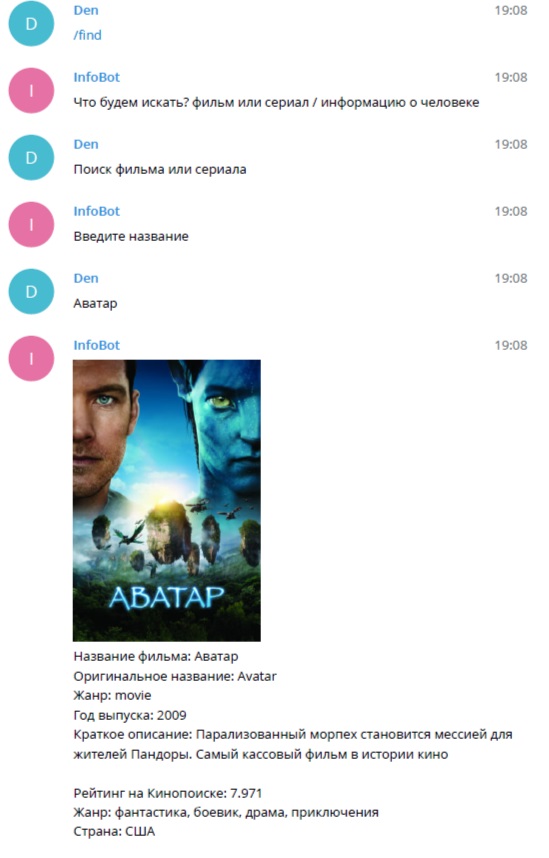 D
Den
19:08
/find
I
InfoBot
19:08
Что будем искать? фильм или сериал / информацию о человеке
D
Den
19:08
Поиск фильма или сериала
I
InfoBot
19:08
Введите название
D
Den
19:08
Аватар
I
InfoBot
19:08
АВАТАР
Название фильма: Аватар
Оригинальное название: Avatar
Жанр: movie
Год выпуска: 2009
Краткое описание: Парализованный морпех становится мессией для
жителей Пандоры. Самый кассовый фильм в истории кино
Рейтинг на Кинопоиске: 7.971
Жанр: фантастика, боевик, драма, приключения
Страна: США